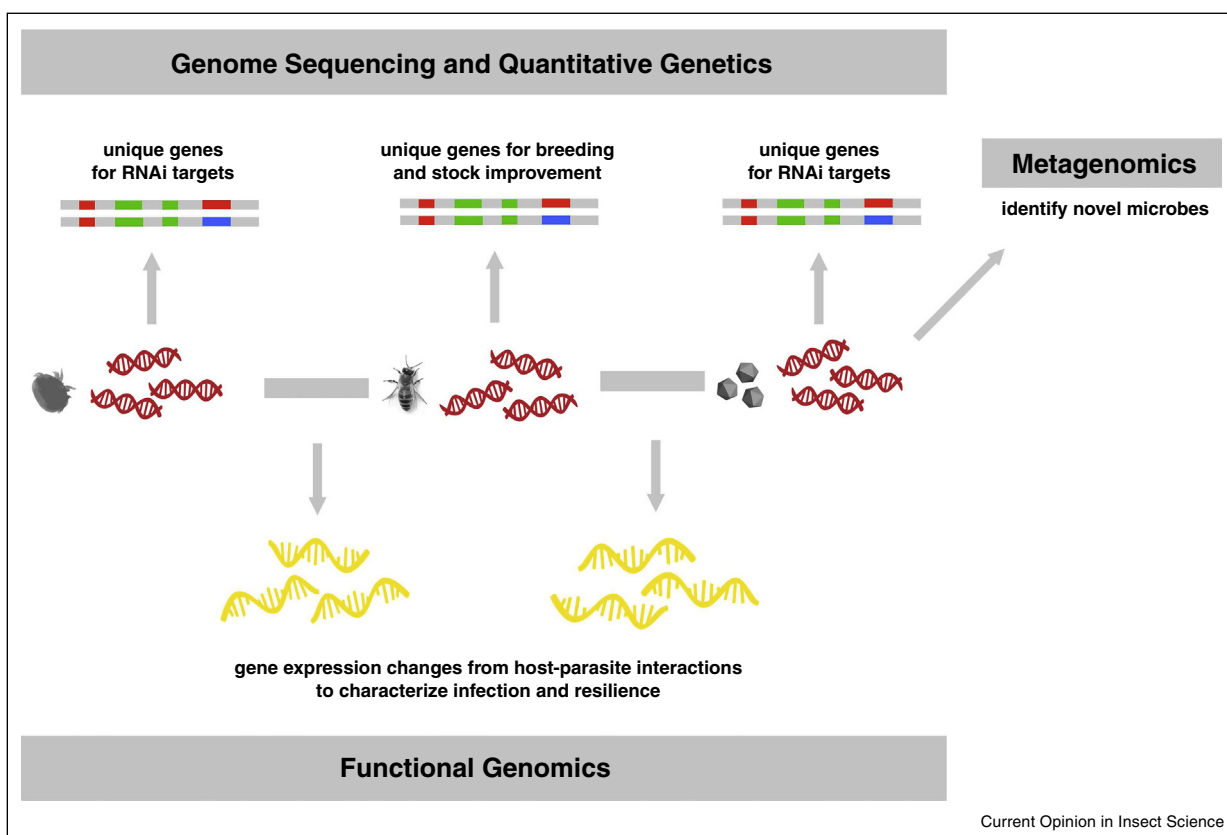 Genome Sequencing and Quantitative Genetics
unique genes
for RNAi targets
unique genes for breeding
and stock improvement
unique genes
for RNAi targets
Metagenomics
identify novel microbes
gene expression changes from host-parasite interactions
to characterize infection and resilience
Functional Genomics
Current Opinion in Insect Science